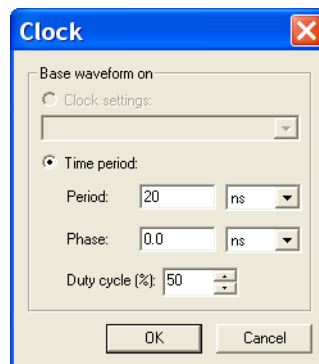 Clock
Base waveform on
Clock settings:
Time period:
Period: 20 ns
Phase: 0.0 ns
Duty cycle (%): 50
OK Cancel